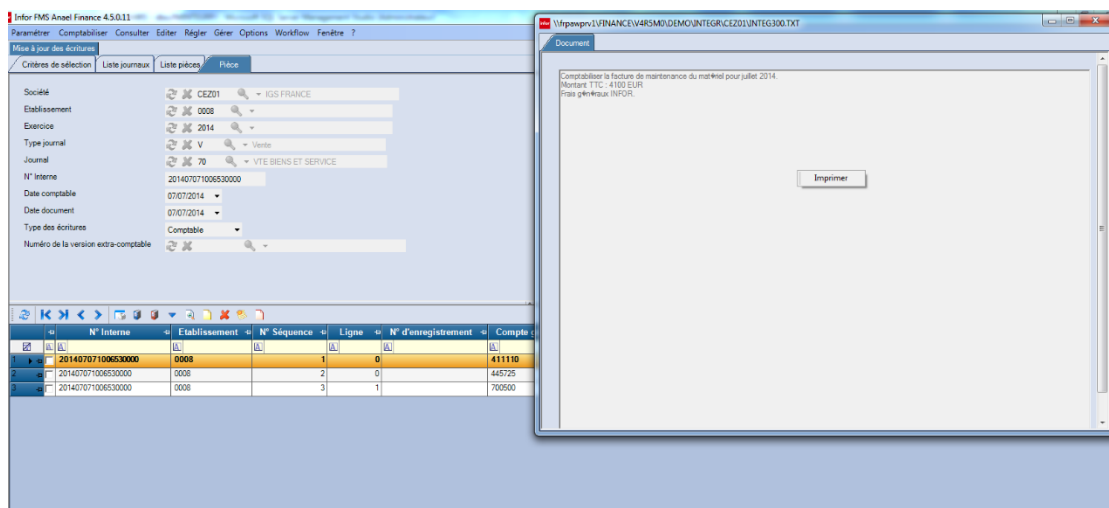 Infor FMS Anael Finance 4.5.0.11
Paramétrer Comptabiliser Consulter Editer Régler Gérer Options Workflow Fenêtre ?
Mise à jour des écritures
Critères de sélection Liste journaux Liste pièces Pièce
Société CEZ01 IGS FRANCE
Etablissement 0008
Exercice 2014
Type journal V Vente
Journal 70 VTE BIENS ET SERVICE
N° Interne 201407071006530000
Date comptable 07/07/2014
Date document 07/07/2014
Type des écritures Comptable
Numéro de la version extra-comptable
N° Interne Etablissement N° Séquence Ligne N° d'enregistrement Compte g
1 201407071006530000 0008 1 0 411110
2 201407071006530000 0008 2 0 445725
3 201407071006530000 0008 3 1 700500
\\frpawprv1\FINANCE\V4R5M0\DEMO\INTEGR\CEZ01\INTEG300.TXT
Document
Comptabiliser la facture de maintenance du mat�riel pour juillet 2014.
Montant TTC : 4100 EUR
Frais g�n�raux INFOR.
Imprimer